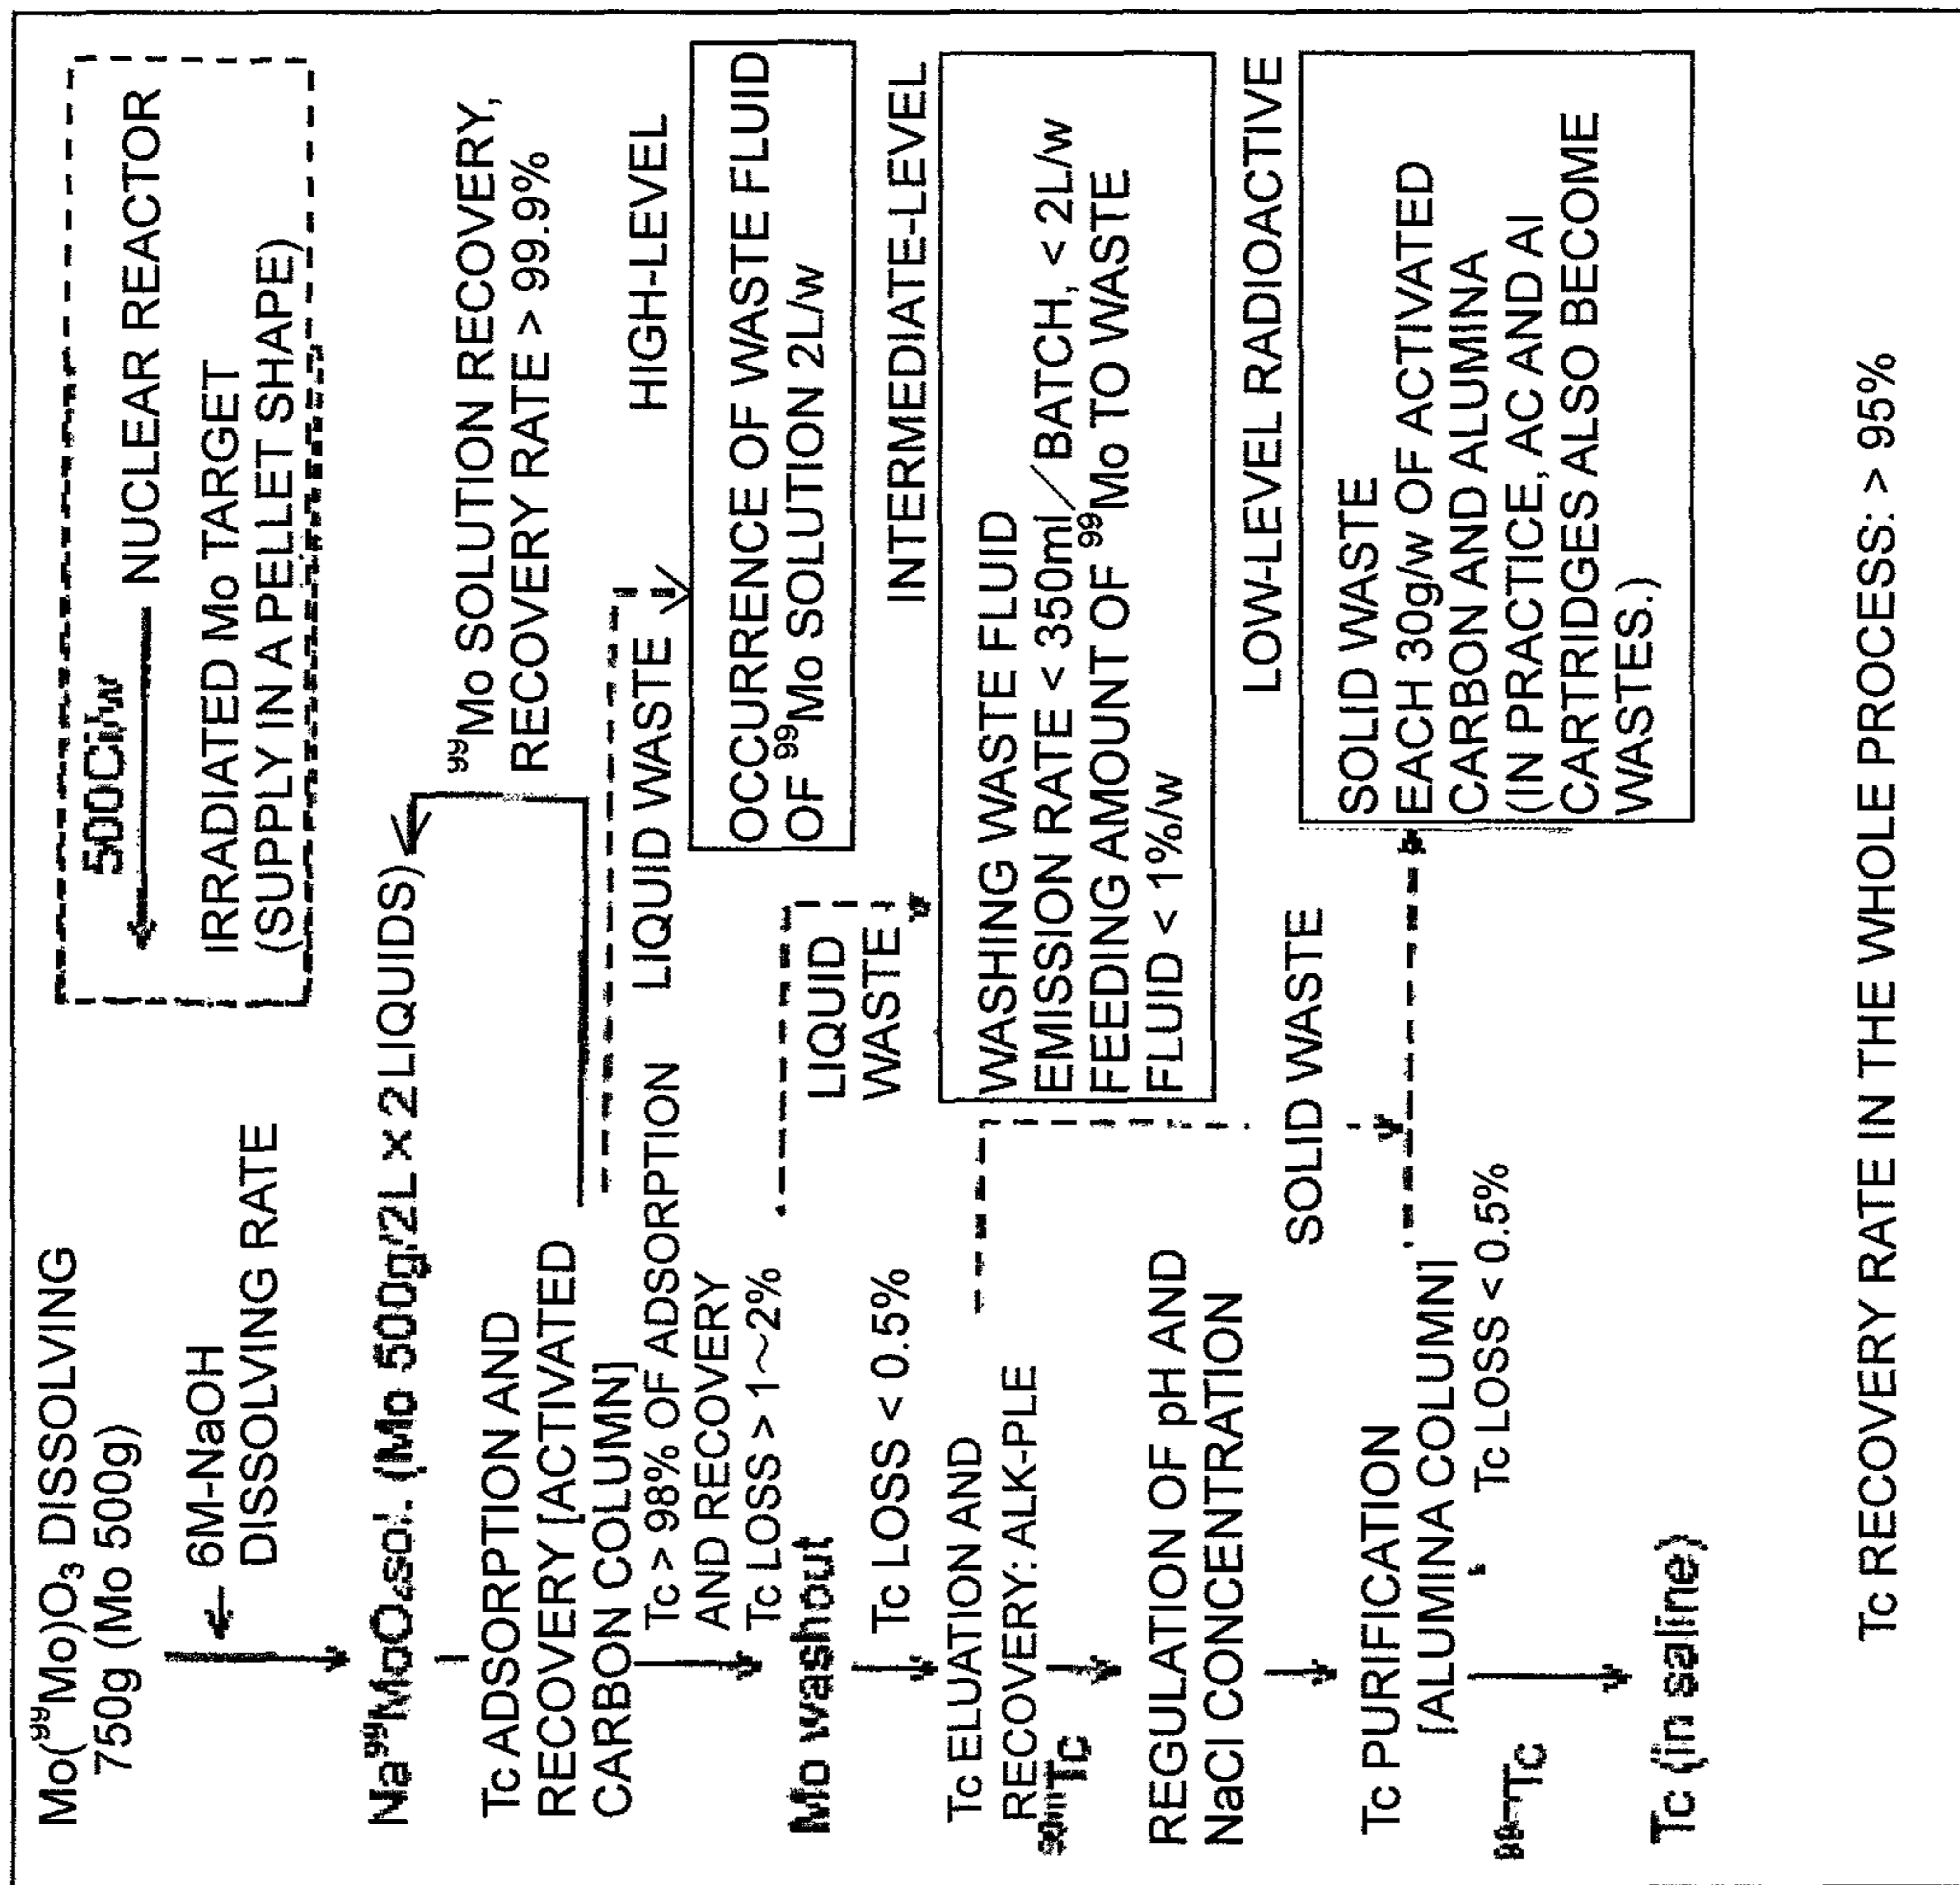 Mo(⁹⁹Mo)O₃ DISSOLVING
750g (Mo 500g)
6M-NaOH
DISSOLVING RATE
500Ci/w
NUCLEAR REACTOR
IRRADIATED Mo TARGET
(SUPPLY IN A PELLET SHAPE)
Na⁹⁹MoO₄sol. (Mo 500g/2L × 2 LIQUIDS)
Tc ADSORPTION AND
RECOVERY [ACTIVATED
CARBON COLUMN]
⁹⁹Mo SOLUTION RECOVERY,
RECOVERY RATE > 99.9%
Tc > 98% OF ADSORPTION
AND RECOVERY
Tc LOSS > 1~2%
LIQUID WASTE
HIGH-LEVEL
OCCURRENCE OF WASTE FLUID
OF ⁹⁹Mo SOLUTION 2L/w
Mo washout
Tc LOSS < 0.5%
LIQUID
WASTE
INTERMEDIATE-LEVEL
WASHING WASTE FLUID
EMISSION RATE < 350ml/BATCH, < 2L/w
FEEDING AMOUNT OF ⁹⁹Mo TO WASTE
FLUID < 1%/w
Tc ELUATION AND
RECOVERY: ALK-PLE
⁹⁹ᵐTc
REGULATION OF pH AND
NaCl CONCENTRATION
SOLID WASTE
LOW-LEVEL RADIOACTIVE
SOLID WASTE
EACH 30g/w OF ACTIVATED
CARBON AND ALUMINA
(IN PRACTICE, AC AND Al
CARTRIDGES ALSO BECOME
WASTES.)
Tc PURIFICATION
[ALUMINA COLUMN]
Tc LOSS < 0.5%
⁹⁹ᵐTc
Tc (in saline)
Tc RECOVERY RATE IN THE WHOLE PROCESS: > 95%